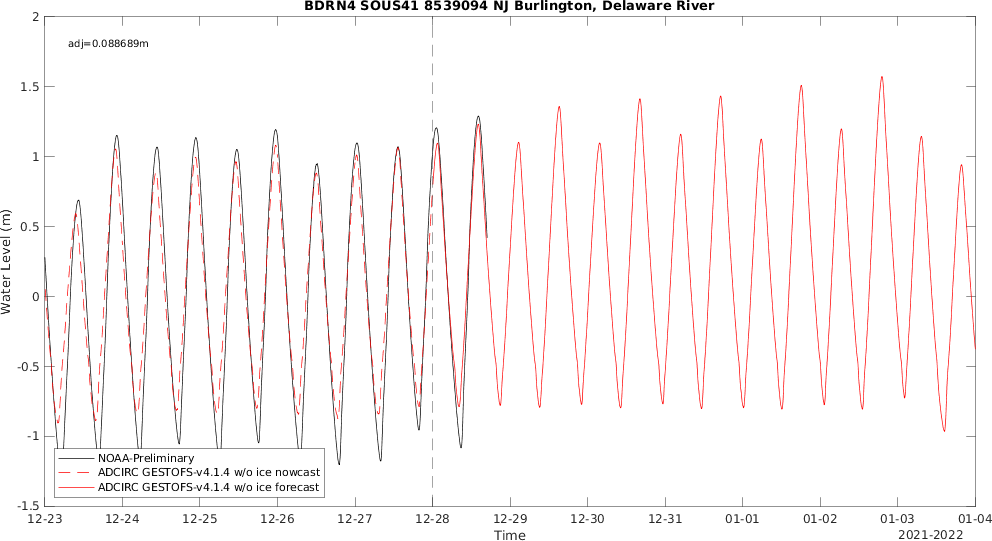 BDRN4 SOUS41 8539094 NJ Burlington, Delaware River
adj=0.088689m
Water Level (m)
2
1.5
1
0.5
0
-0.5
-1
-1.5
NOAA-Preliminary
ADCIRC GESTOFS-v4.1.4 w/o ice nowcast
ADCIRC GESTOFS-v4.1.4 w/o ice forecast
12-23 12-24 12-25 12-26 12-27 12-28 12-29 12-30 12-31 01-01 01-02 01-03 01-04
Time
2021-2022